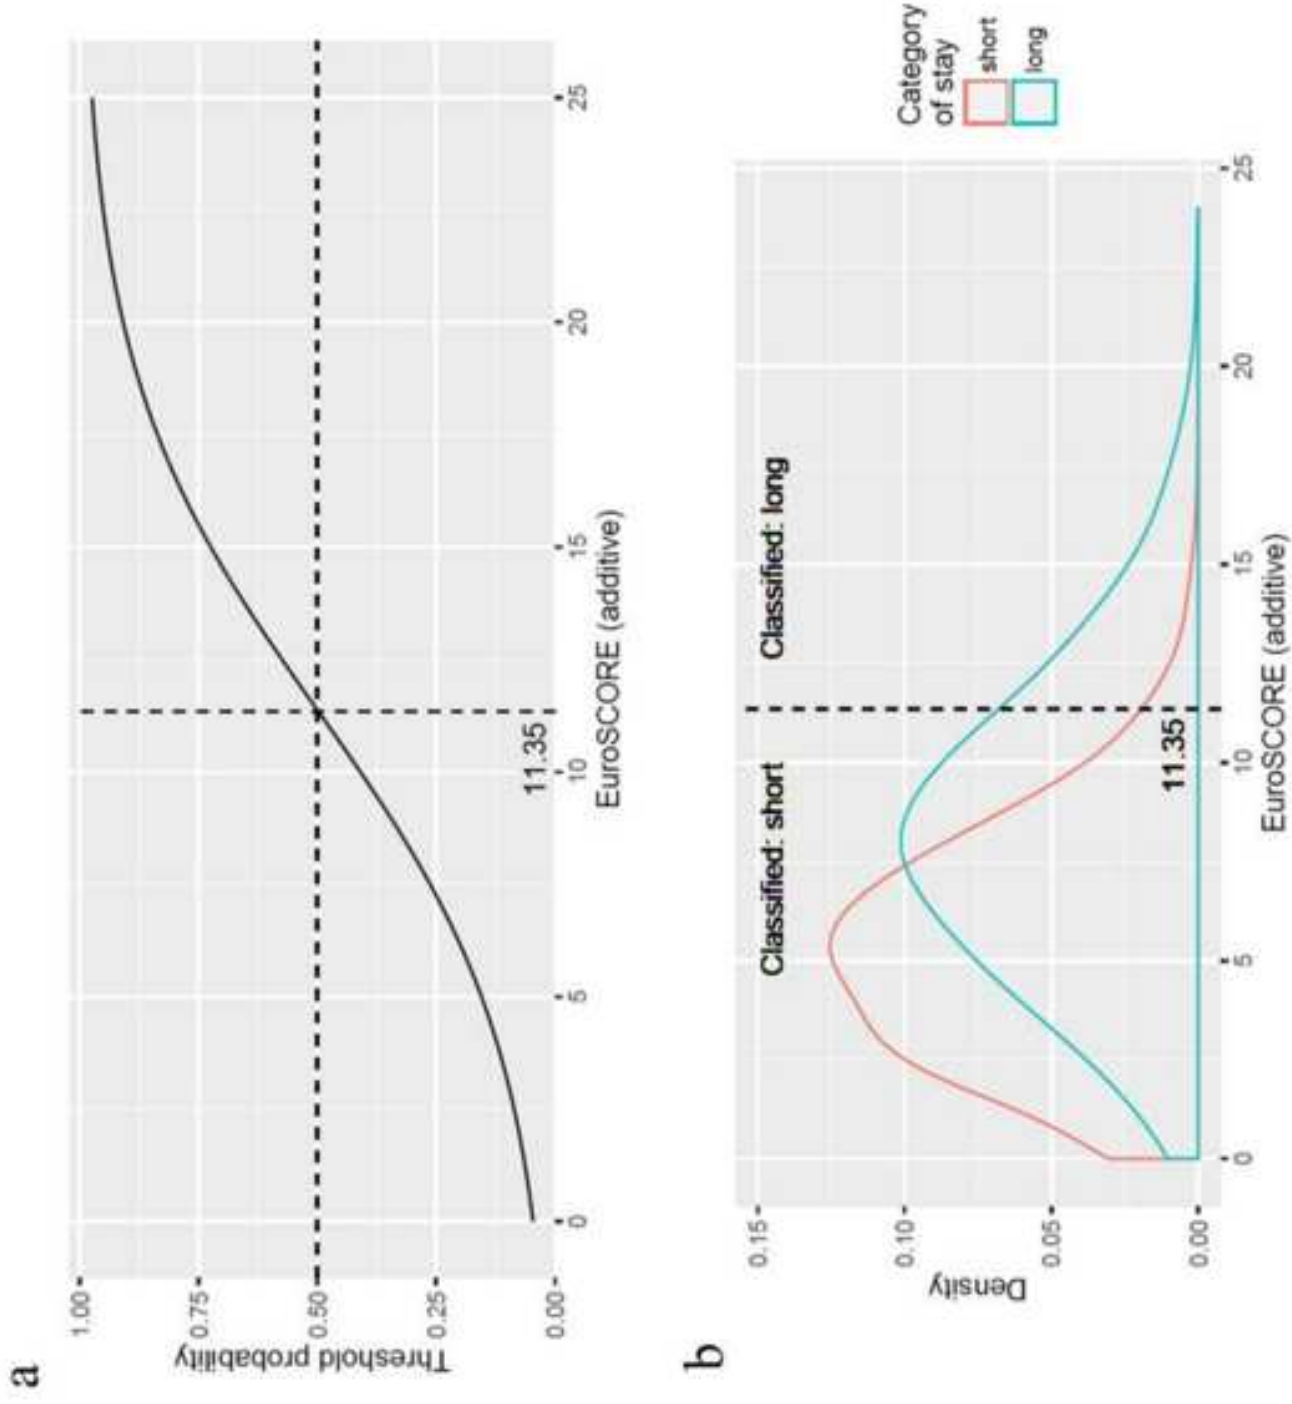 a
Threshold probability
1.00
0.75
0.50
0.25
0.00
11.35
0
5
10
15
20
25
EuroSCORE (additive)
b
Density
0.15
0.10
0.05
0.00
Classified: short
Classified: long
11.35
0
5
10
15
20
25
EuroSCORE (additive)
Category
of stay
short
long